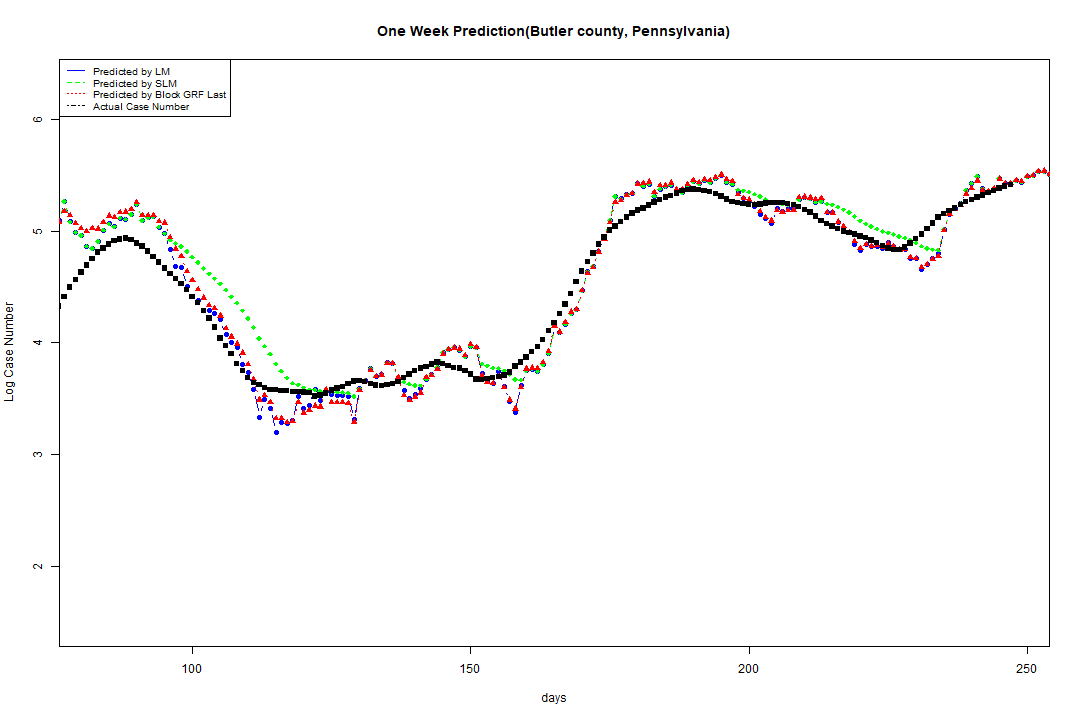 One Week Prediction(Butler county, Pennsylvania)
Predicted by LM
Predicted by SLM
Predicted by Block GRF Last
Actual Case Number
6
5
4
3
2
Log Case Number
100 150 200 250
days